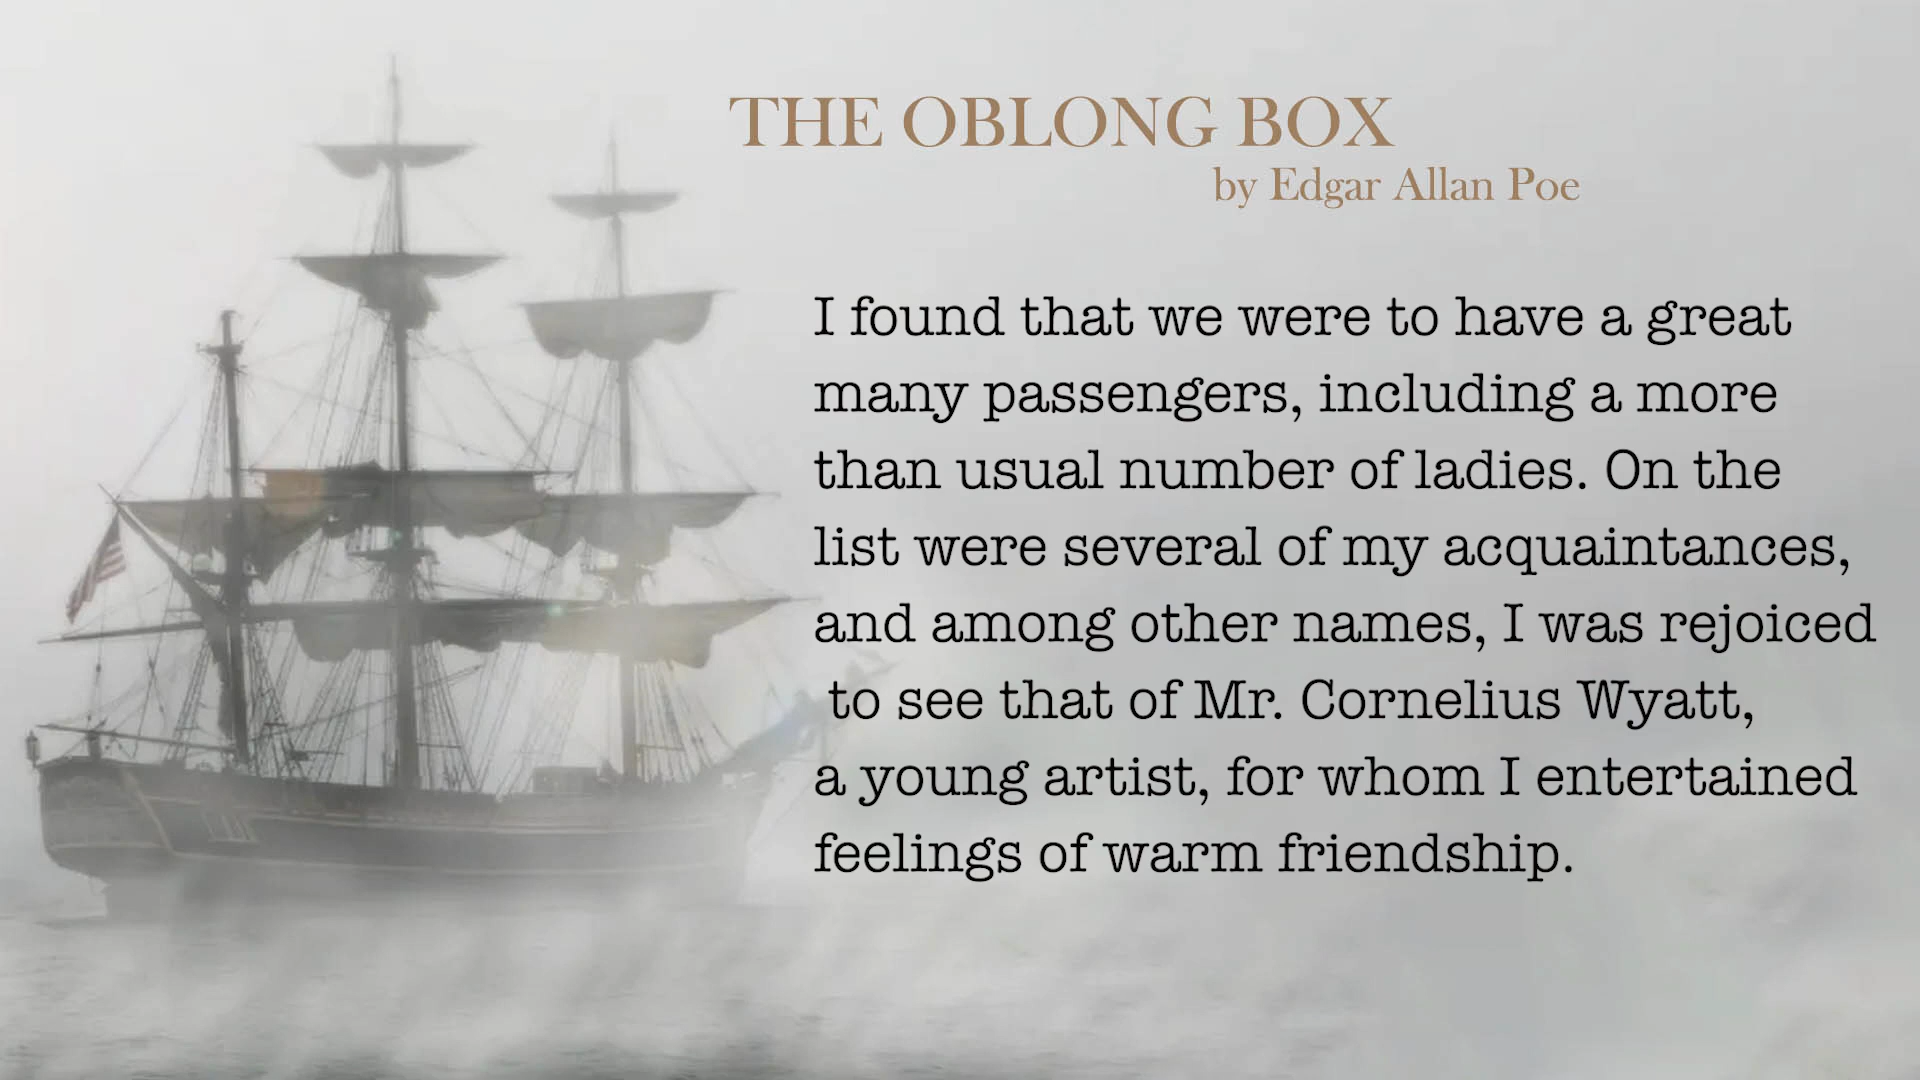 THE OBLONG BOX
by Edgar Allan Poe
I found that we were to have a great
many passengers, including a more
than usual number of ladies. On the
list were several of my acquaintances,
and among other names, I was rejoiced
to see that of Mr. Cornelius Wyatt,
a young artist, for whom I entertained
feelings of warm friendship.